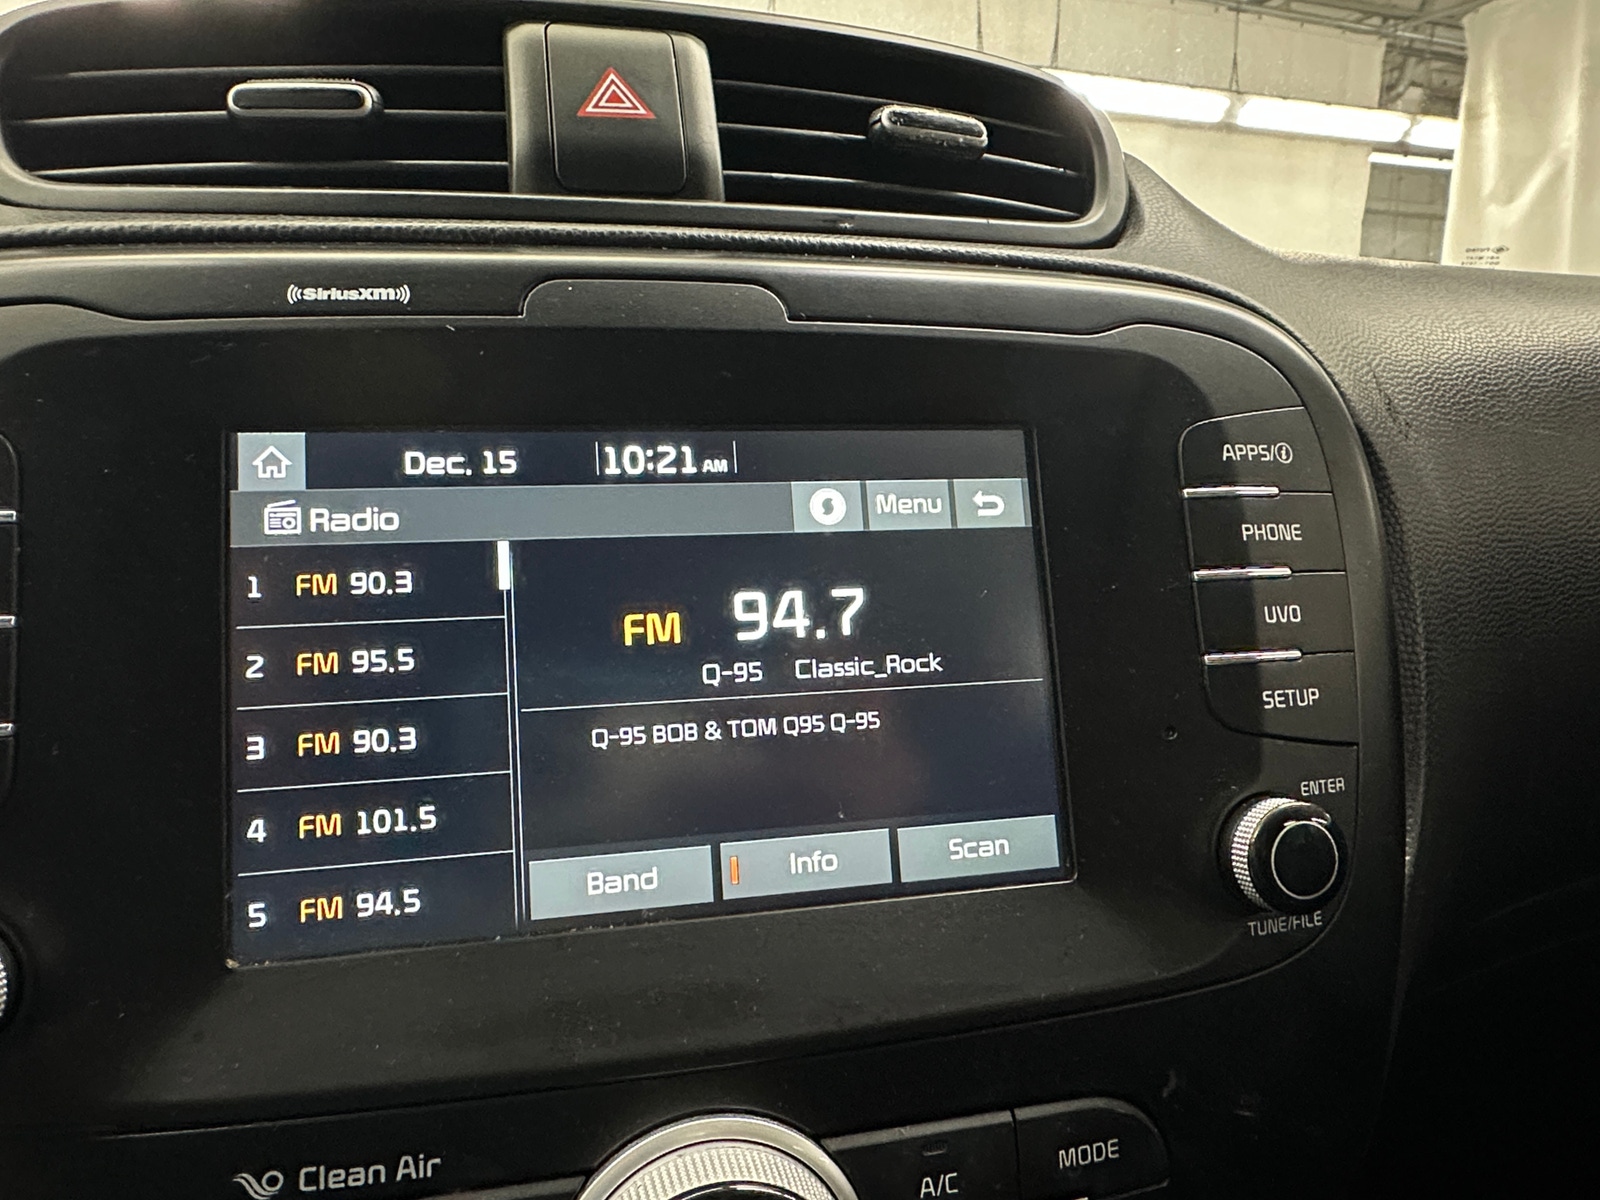 SiriusXM
Dec. 15 10:21 AM
Radio Menu
1 FM 90.3
2 FM 95.5
3 FM 90.3
4 FM 101.5
5 FM 94.5
FM 94.7
Q-95 Classic_Rock
Q-95 BOB & TOM Q95 Q-95
Band Info Scan
APPS/i
PHONE
UVO
SETUP
ENTER
TUNE/FILE
Clean Air
A/C
MODE